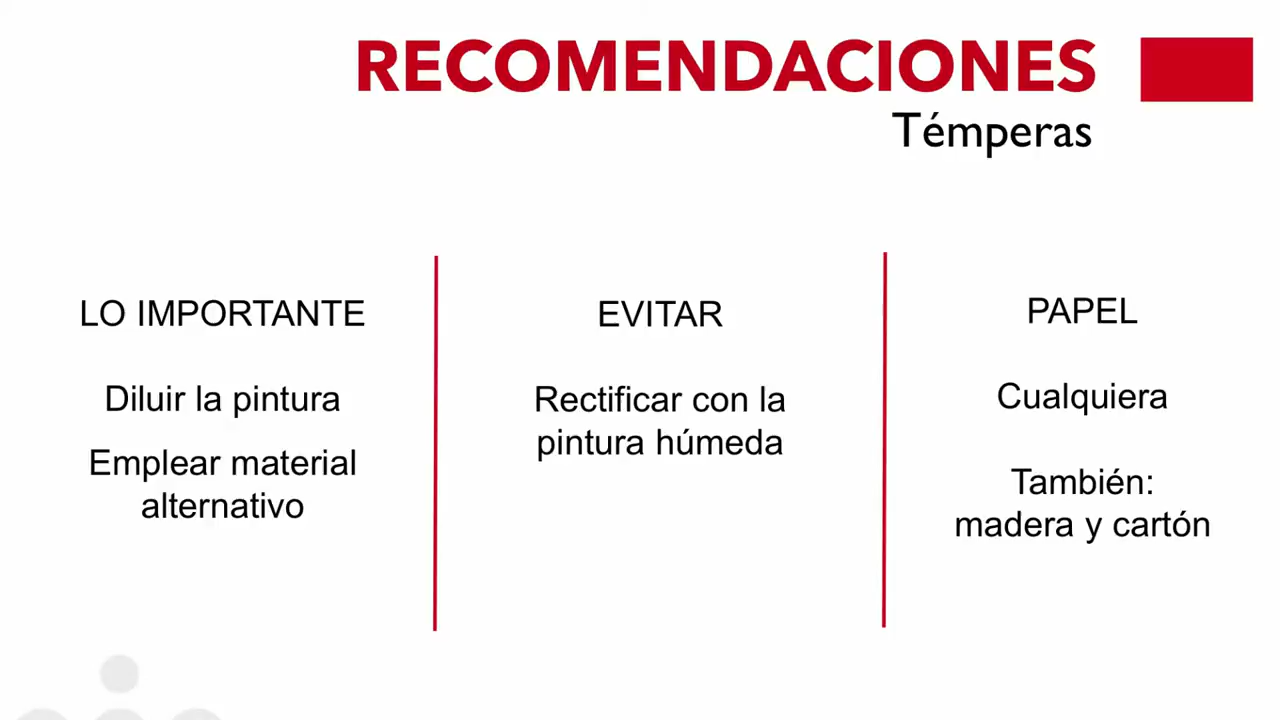 RECOMENDACIONES
Témperas
LO IMPORTANTE
Diluir la pintura
Emplear material
alternativo
EVITAR
Rectificar con la
pintura húmeda
PAPEL
Cualquiera
También:
madera y cartón